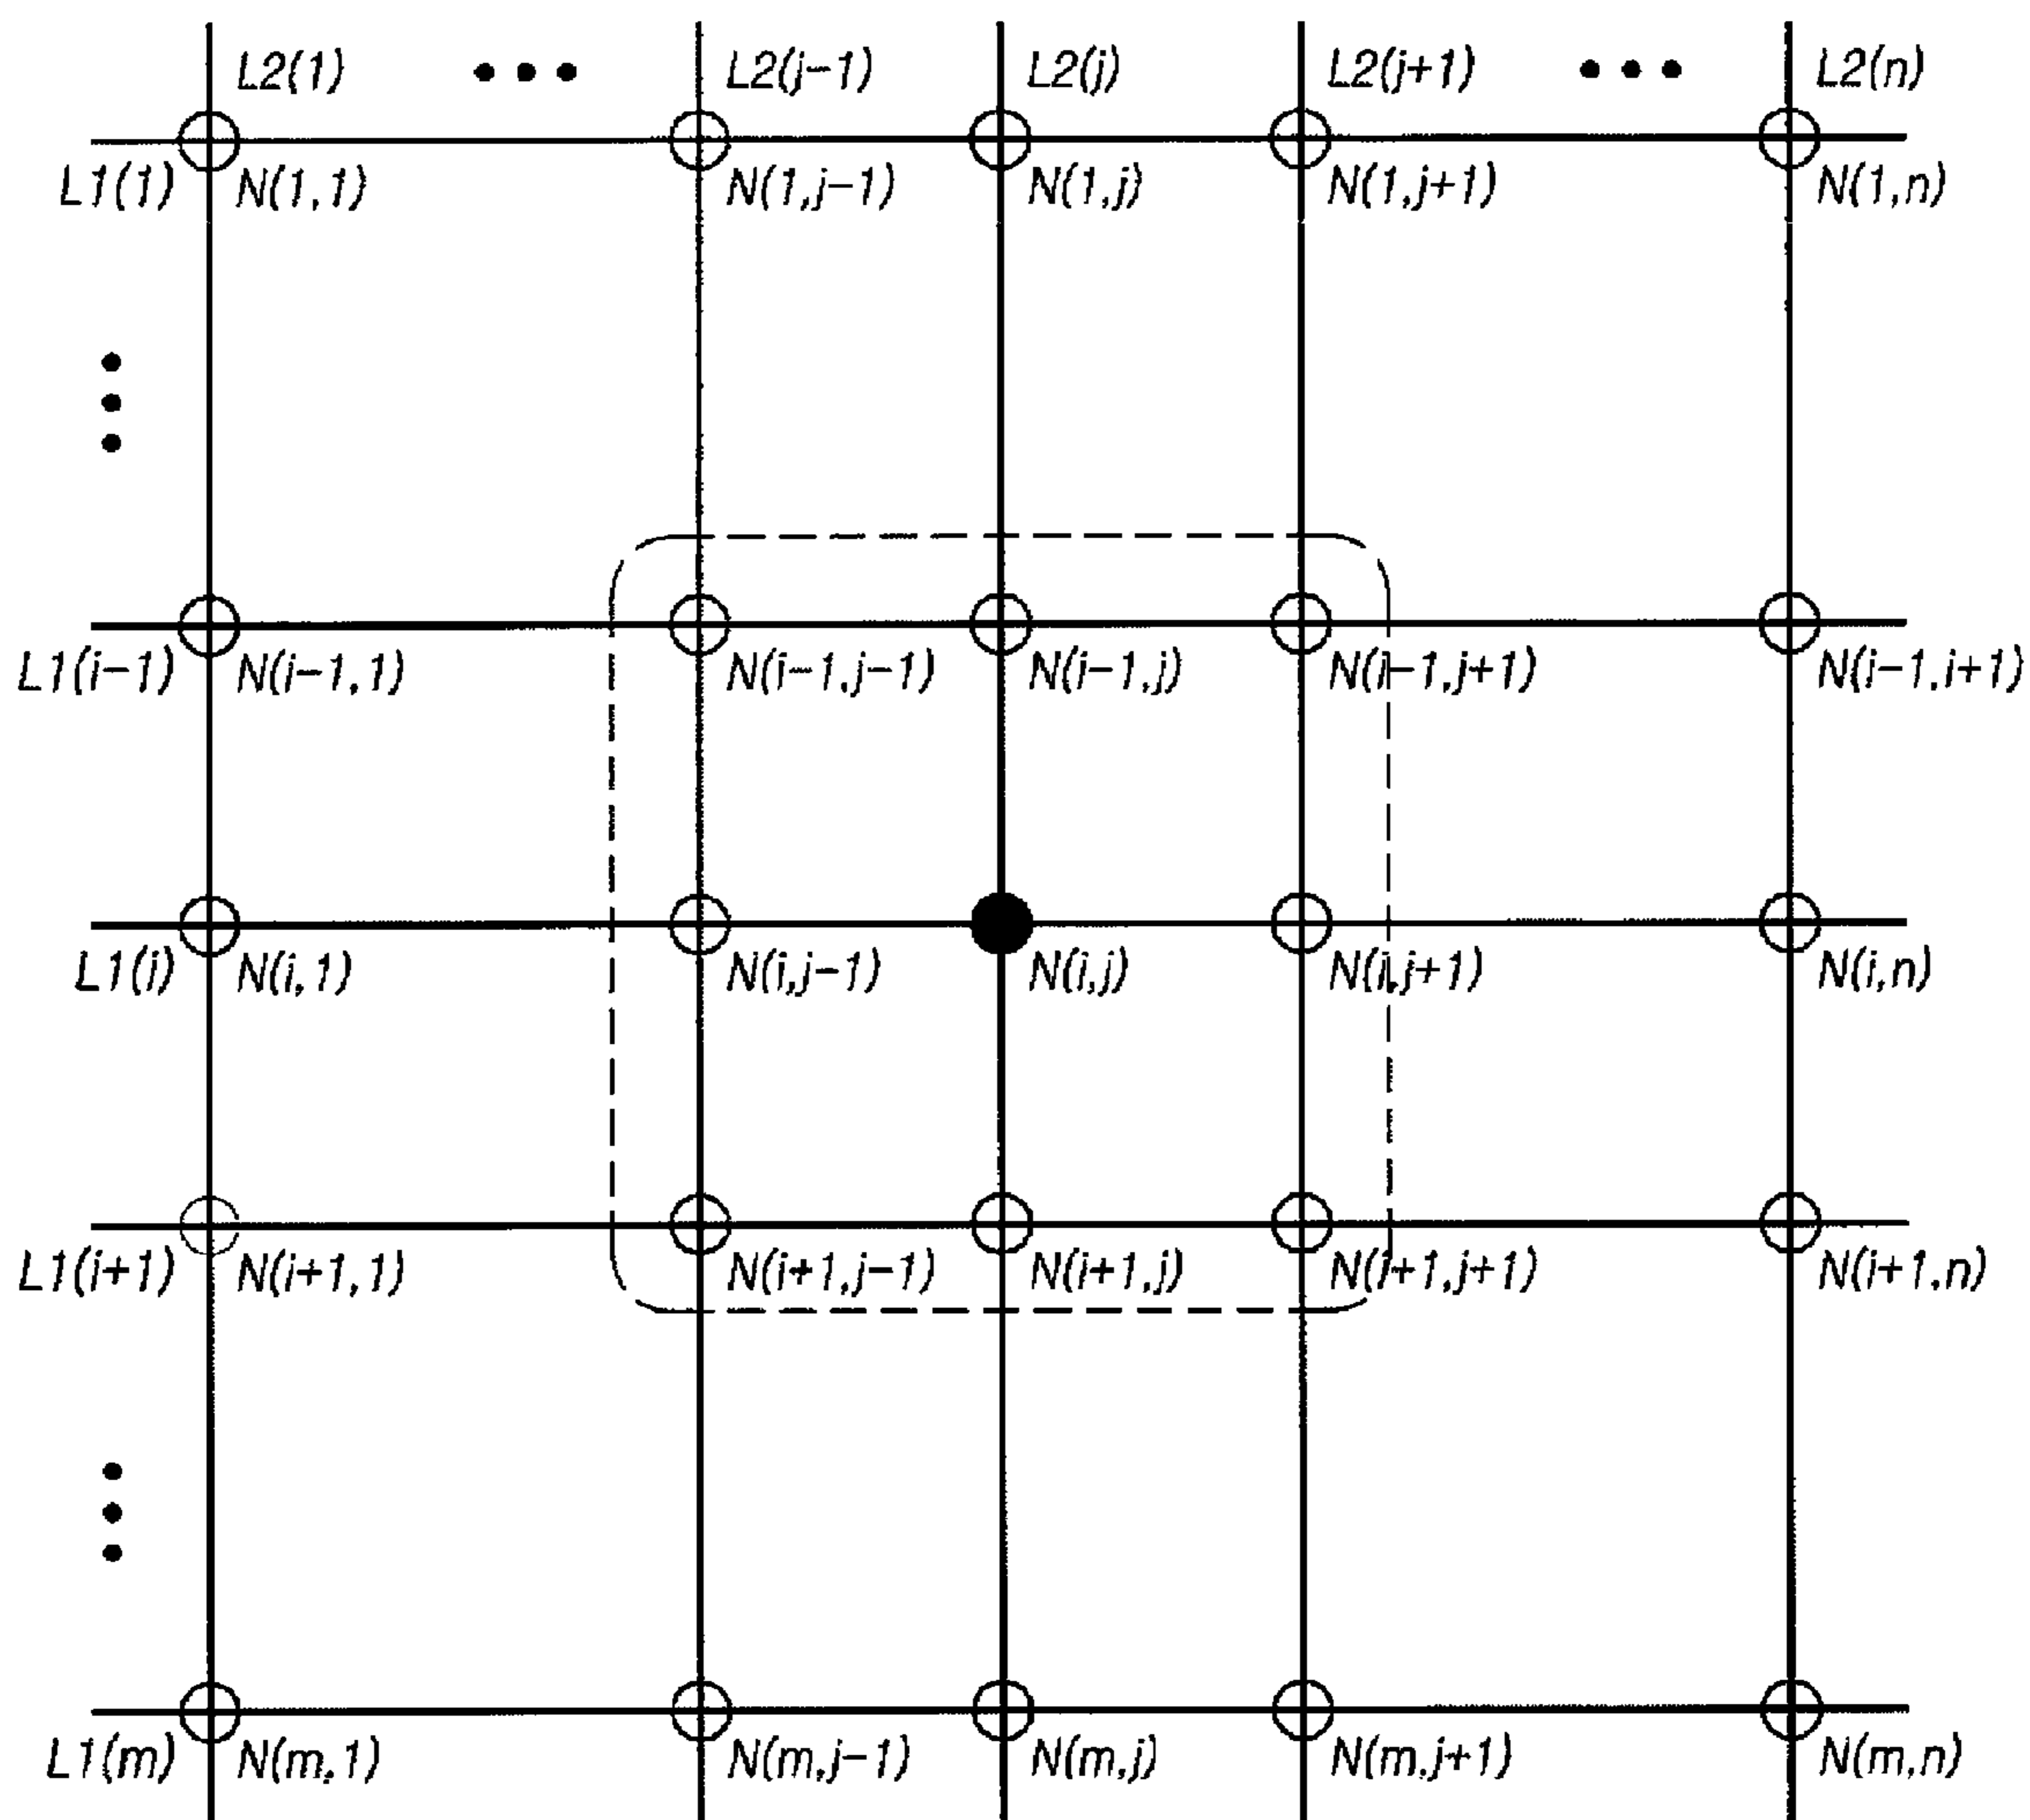 L2(1) ••• L2(j−1) L2(j) L2(j+1) ••• L2(n)
L1(1) N(1,1) N(1,j−1) N(1,j) N(1,j+1) N(1,n)
L1(i−1) N(i−1,1) N(i−1,j−1) N(i−1,j) N(i−1,j+1) N(i−1,i+1)
L1(i) N(i,1) N(i,j−1) N(i,j) N(i,j+1) N(i,n)
L1(i+1) N(i+1,1) N(i+1,j−1) N(i+1,j) N(i+1,j+1) N(i+1,n)
L1(m) N(m,1) N(m,j−1) N(m,j) N(m,j+1) N(m,n)